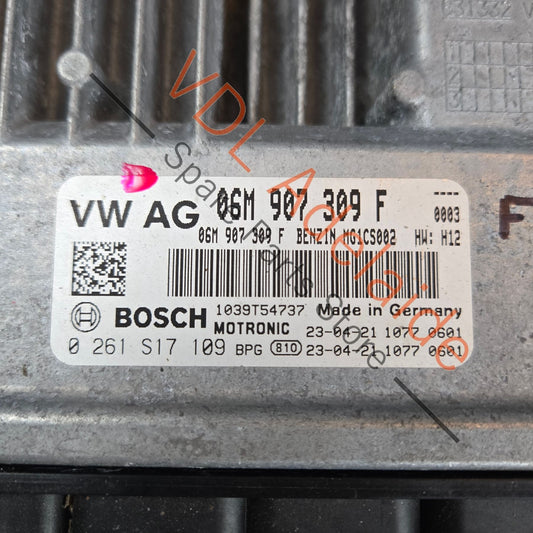 31332
VW AG 06M 907 309 F
----
0003
06M 907 309 F BENZIN MG1CS002 HW: H12
F
BOSCH 1039T54737 Made in Germany
MOTRONIC 23-04-21 1077 0601
0 261 S17 109 BPG 810 23-04-21 1077 0601
VDL Adelaide
Spare Parts Store